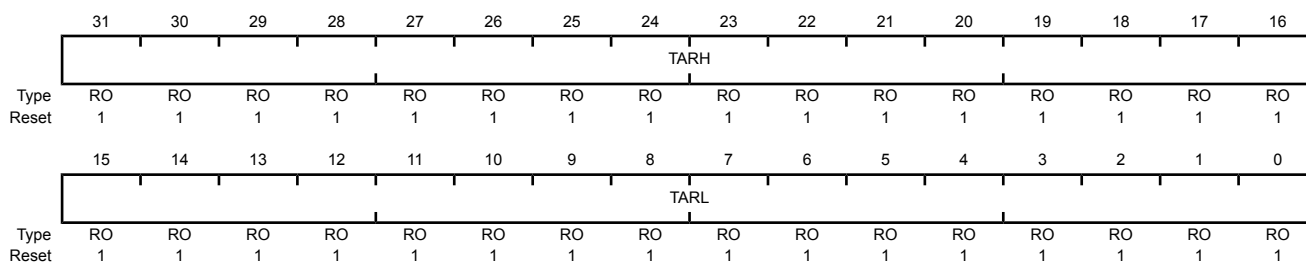 31 30 29 28 27 26 25 24 23 22 21 20 19 18 17 16
TARH
Type RO RO RO RO RO RO RO RO RO RO RO RO RO RO RO RO
Reset 1 1 1 1 1 1 1 1 1 1 1 1 1 1 1 1
15 14 13 12 11 10 9 8 7 6 5 4 3 2 1 0
TARL
Type RO RO RO RO RO RO RO RO RO RO RO RO RO RO RO RO
Reset 1 1 1 1 1 1 1 1 1 1 1 1 1 1 1 1